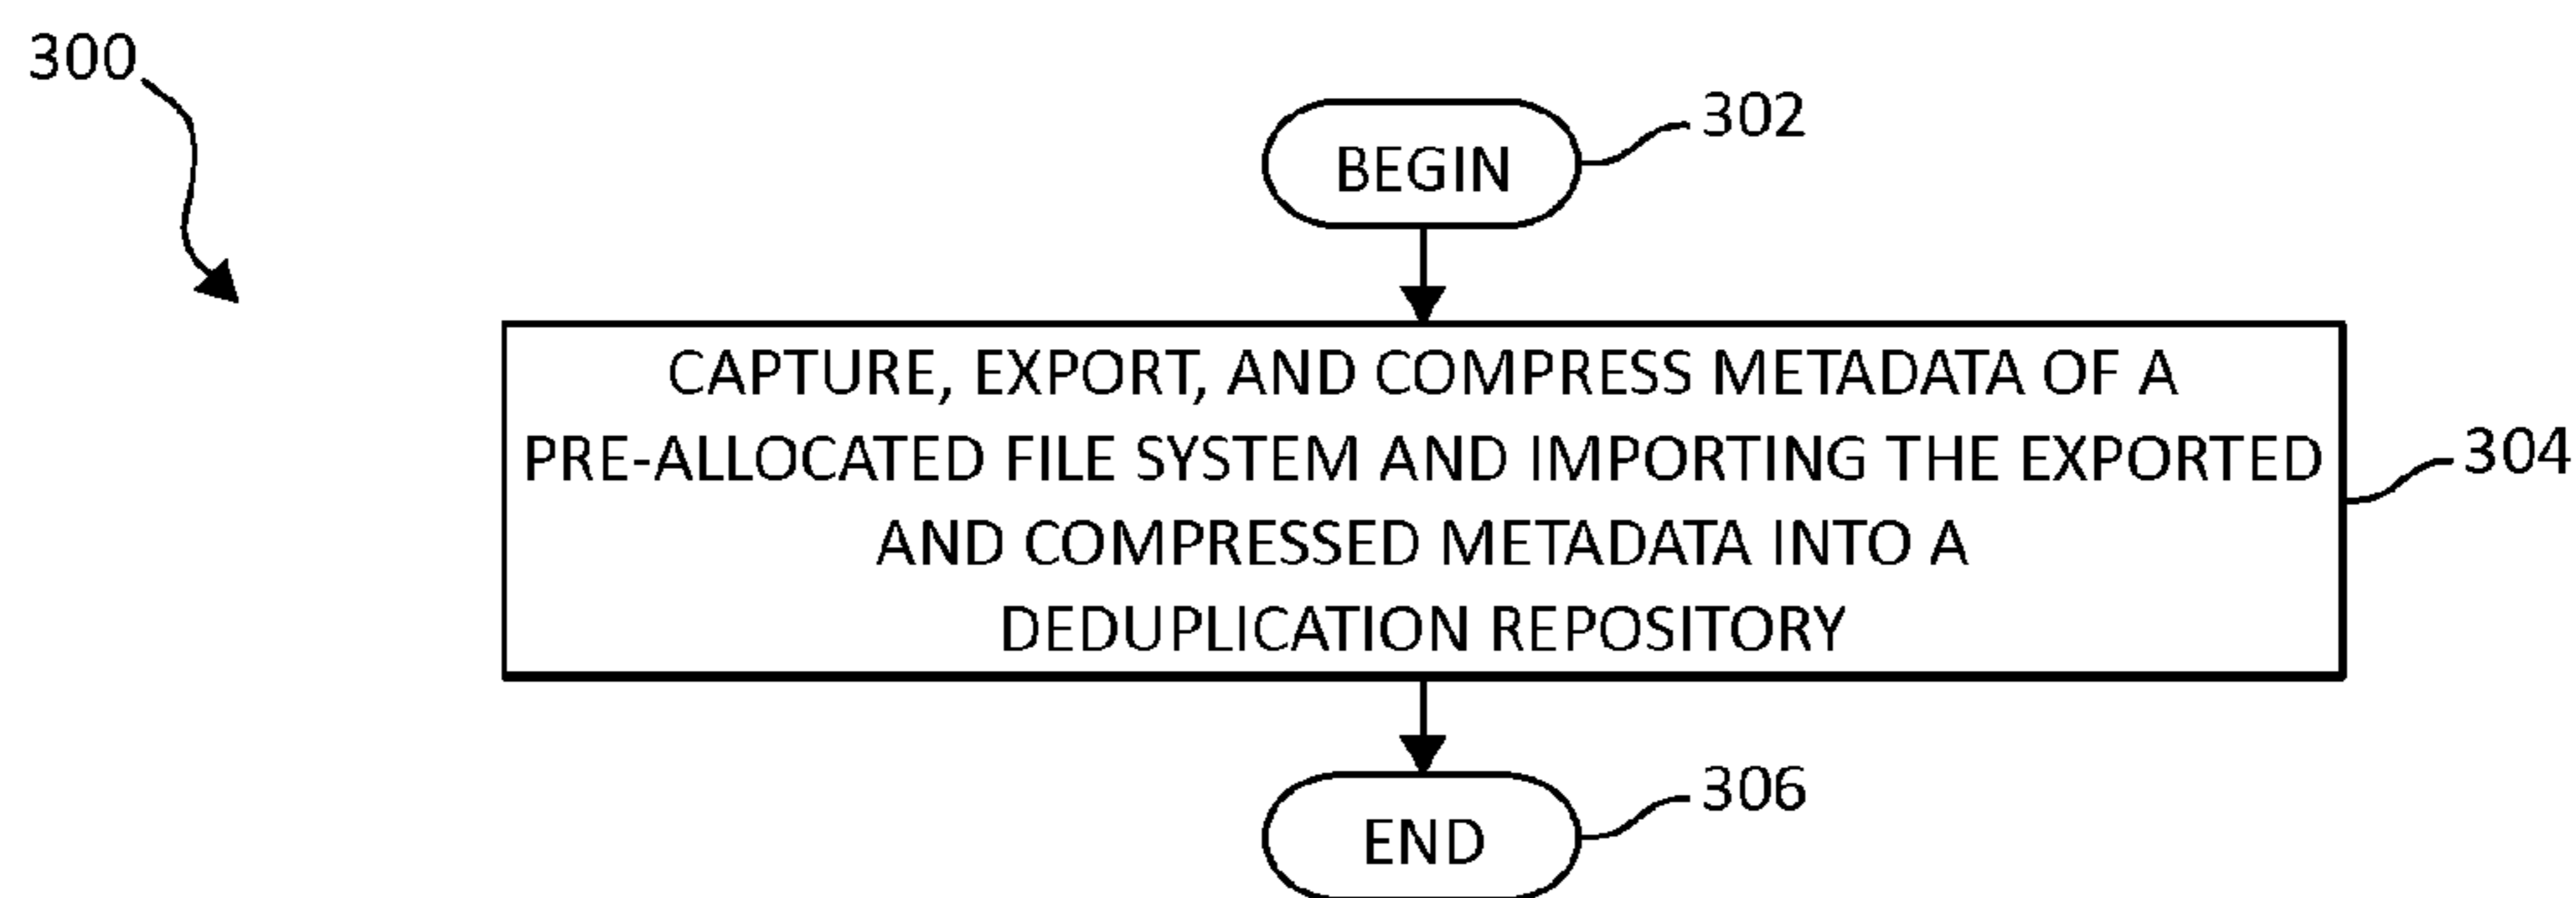 300
302
BEGIN
CAPTURE, EXPORT, AND COMPRESS METADATA OF A
PRE-ALLOCATED FILE SYSTEM AND IMPORTING THE EXPORTED
304
AND COMPRESSED METADATA INTO A
DEDUPLICATION REPOSITORY
306
END